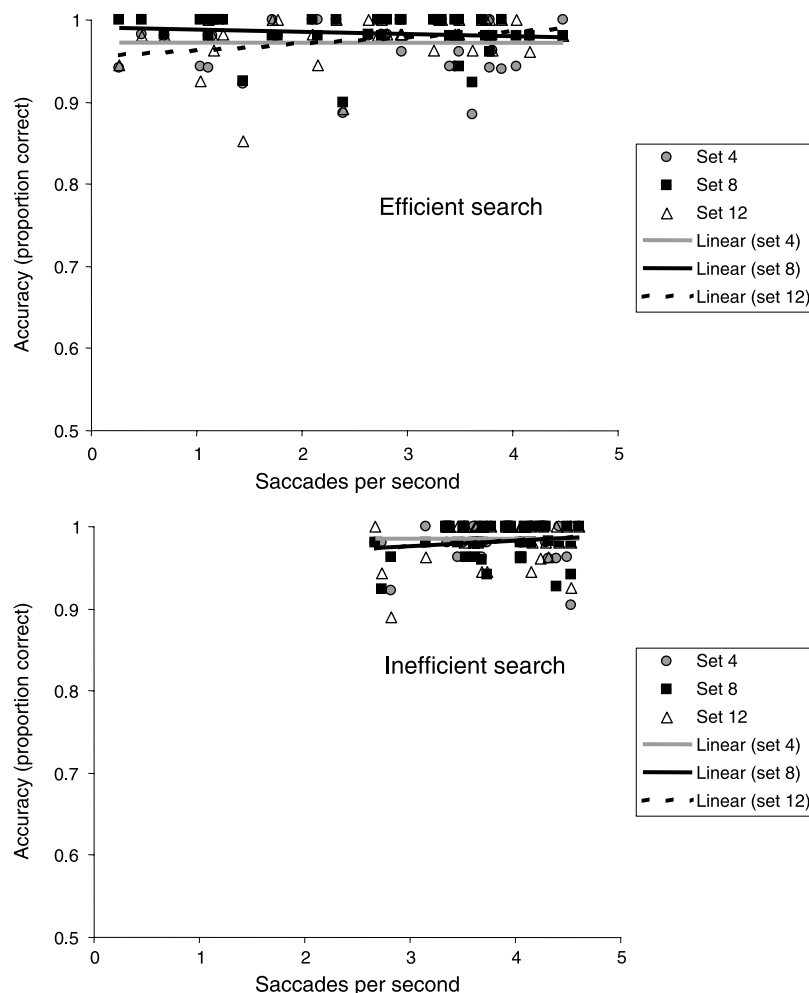 1
0.9
0.8
0.7
0.6
0.5
Accuracy (proportion correct)
Efficient search
Set 4
Set 8
Set 12
Linear (set 4)
Linear (set 8)
Linear (set 12)
0 1 2 3 4 5
Saccades per second
1
0.9
0.8
0.7
0.6
0.5
Accuracy (proportion correct)
Inefficient search
Set 4
Set 8
Set 12
Linear (set 4)
Linear (set 8)
Linear (set 12)
0 1 2 3 4 5
Saccades per second